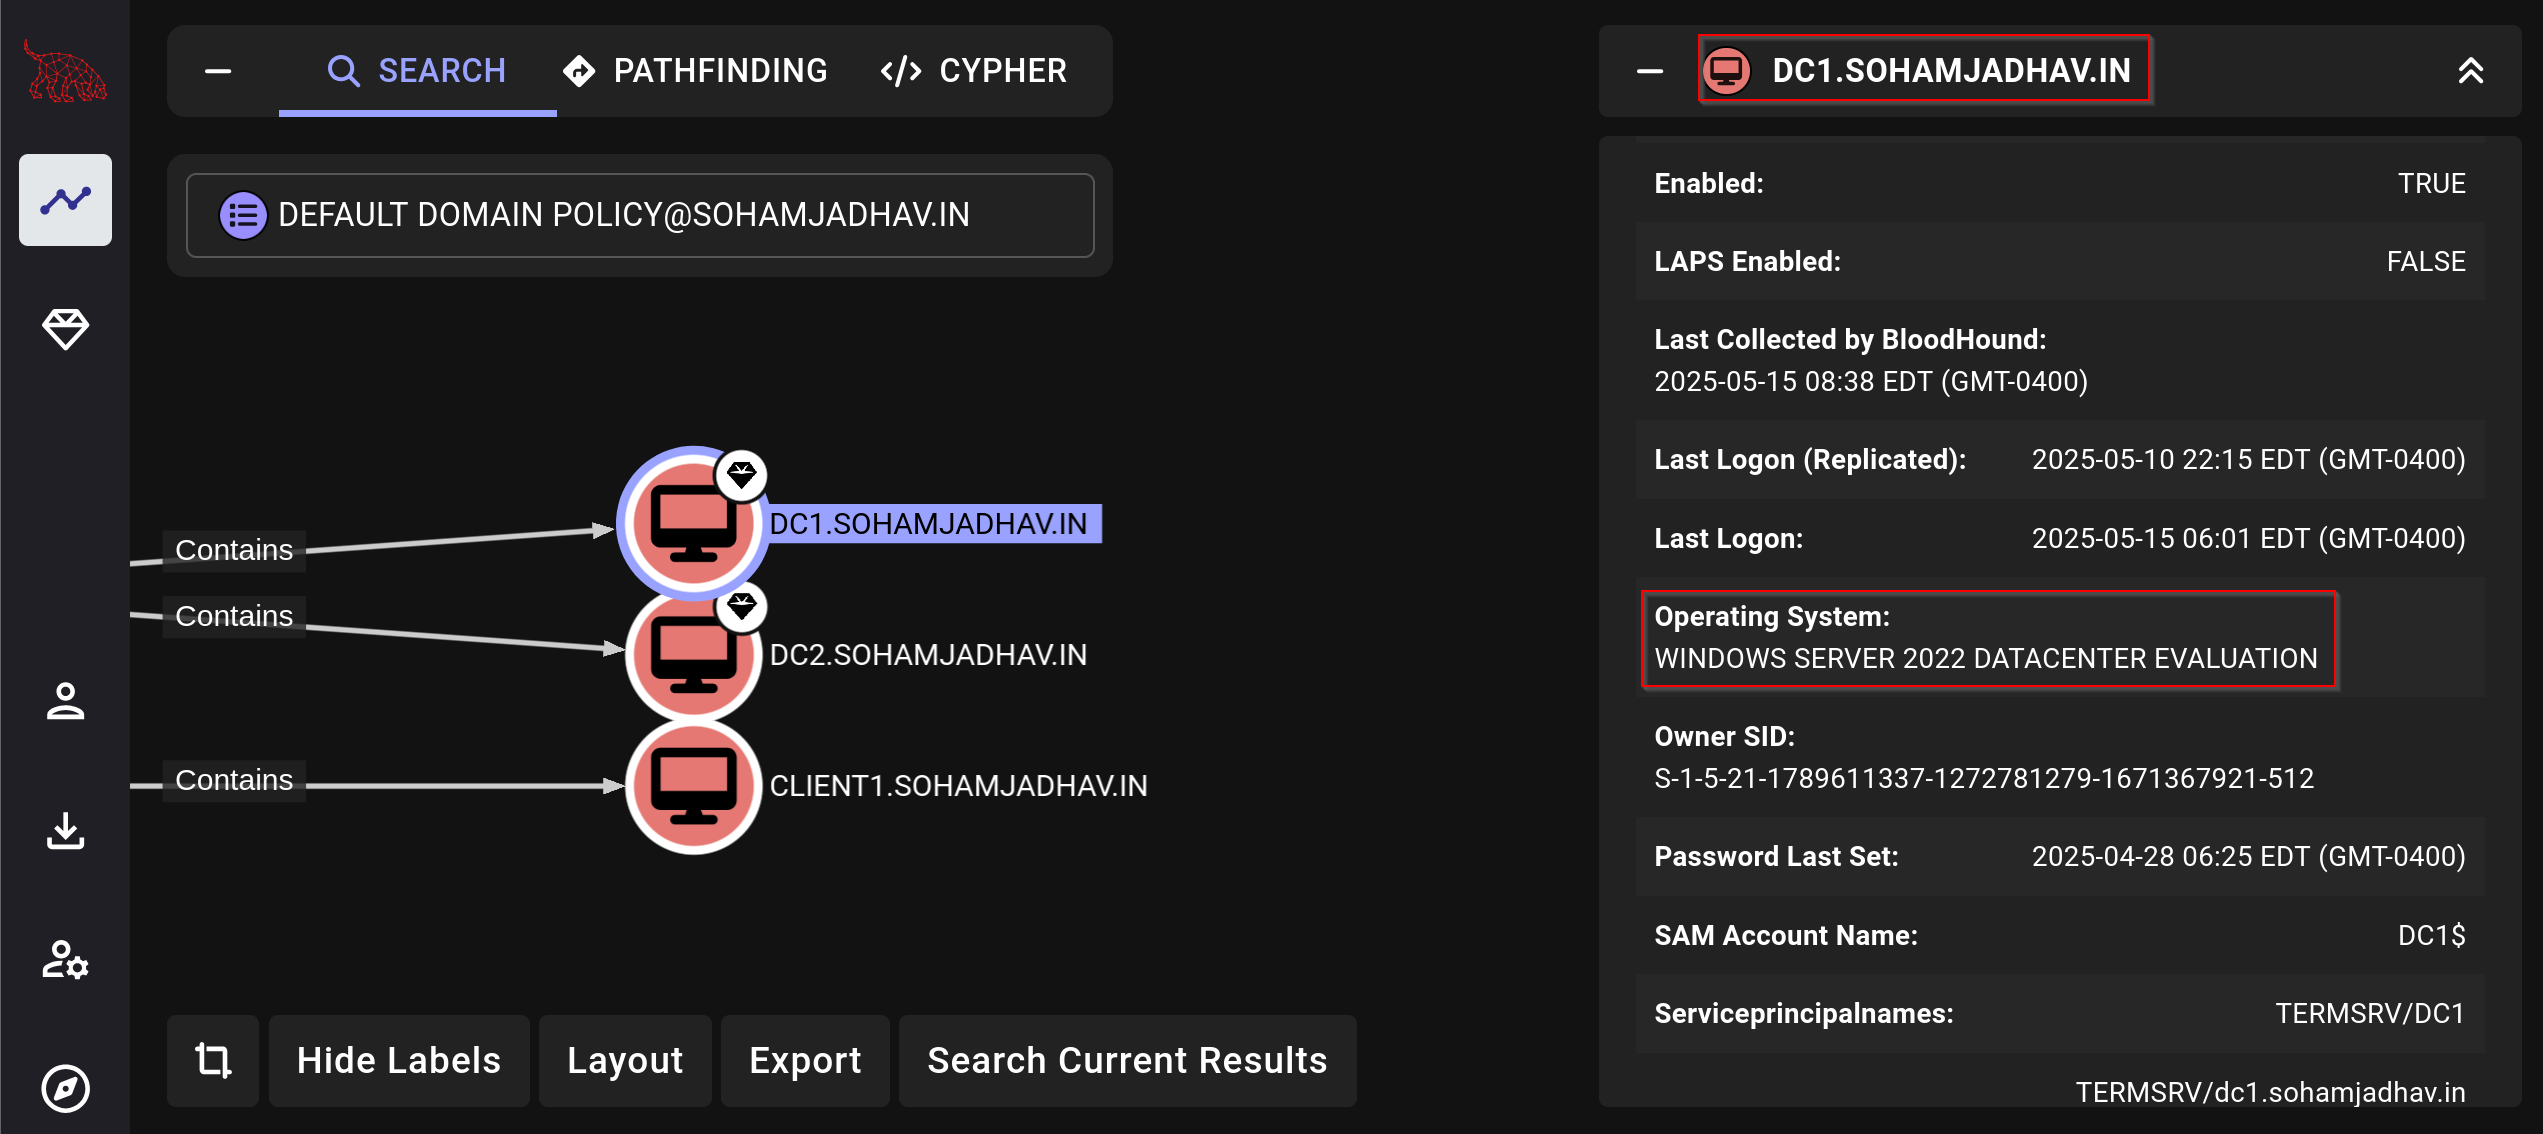 SEARCH
PATHFINDING
CYPHER
DEFAULT DOMAIN POLICY@SOHAMJADHAV.IN
Contains
DC1.SOHAMJADHAV.IN
Contains
DC2.SOHAMJADHAV.IN
Contains
CLIENT1.SOHAMJADHAV.IN
Hide Labels
Layout
Export
Search Current Results
DC1.SOHAMJADHAV.IN
Enabled: TRUE
LAPS Enabled: FALSE
Last Collected by BloodHound:
2025-05-15 08:38 EDT (GMT-0400)
Last Logon (Replicated): 2025-05-10 22:15 EDT (GMT-0400)
Last Logon: 2025-05-15 06:01 EDT (GMT-0400)
Operating System:
WINDOWS SERVER 2022 DATACENTER EVALUATION
Owner SID:
S-1-5-21-1789611337-1272781279-1671367921-512
Password Last Set: 2025-04-28 06:25 EDT (GMT-0400)
SAM Account Name: DC1$
Serviceprincipalnames: TERMSRV/DC1
TERMSRV/dc1.sohamjadhav.in